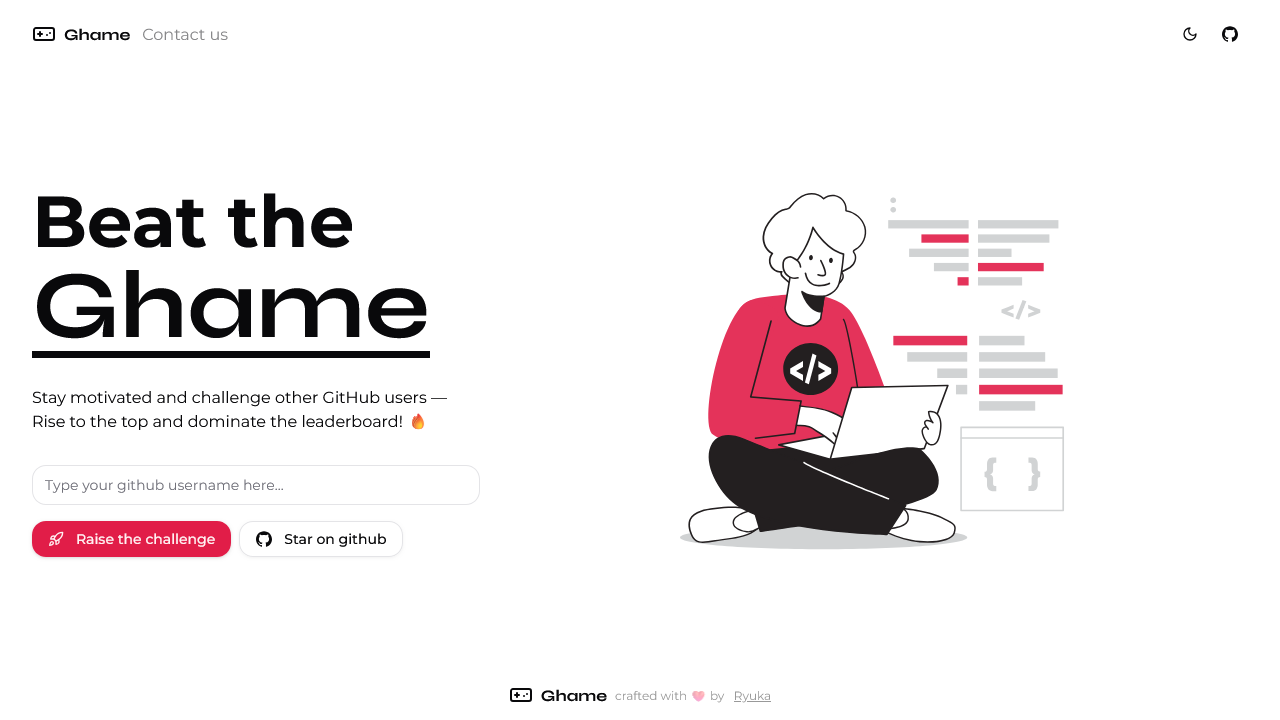 Ghame Contact us
Beat the
Ghame
Stay motivated and challenge other GitHub users —
Rise to the top and dominate the leaderboard! 🔥
Type your github username here...
Raise the challenge
Star on github
</>
</>
{ }
Ghame crafted with 🩷 by Ryuka